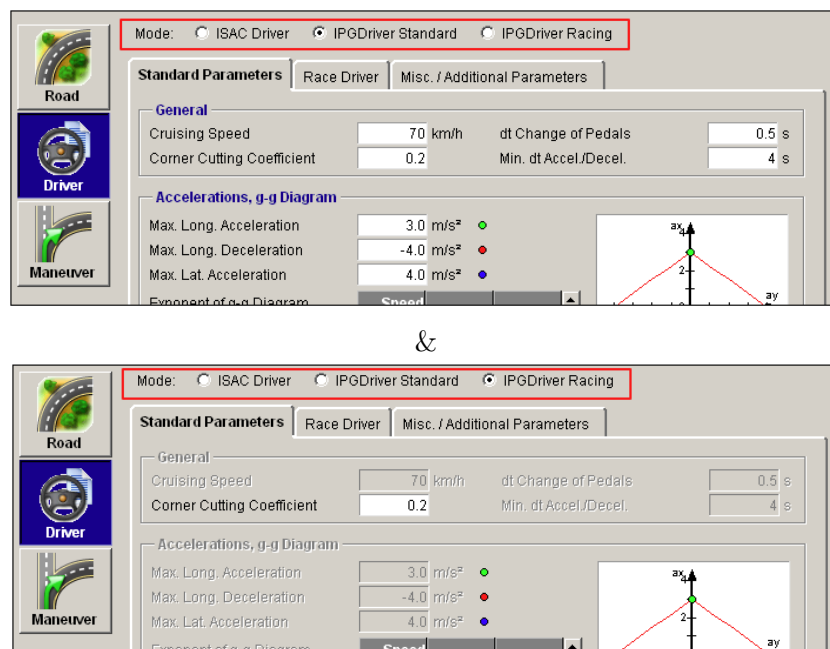 Mode: ISAC Driver IPGDriver Standard IPGDriver Racing
Road
Standard Parameters Race Driver Misc. / Additional Parameters
General
Cruising Speed 70 km/h dt Change of Pedals 0.5 s
Corner Cutting Coefficient 0.2 Min. dt Accel./Decel. 4 s
Driver
Accelerations, g-g Diagram
Max. Long. Acceleration 3.0 m/s² ax 4
Max. Long. Deceleration -4.0 m/s²
Maneuver
Max. Lat. Acceleration 4.0 m/s² 2
Exponent of g-g Diagram Speed ay
&
Mode: ISAC Driver IPGDriver Standard IPGDriver Racing
Road
Standard Parameters Race Driver Misc. / Additional Parameters
General
Cruising Speed 70 km/h dt Change of Pedals 0.5 s
Corner Cutting Coefficient 0.2 Min. dt Accel./Decel. 4 s
Driver
Accelerations, g-g Diagram
Max. Long. Acceleration 3.0 m/s² ax 4
Max. Long. Deceleration -4.0 m/s²
Maneuver
Max. Lat. Acceleration 4.0 m/s² 2
Exponent of g-g Diagram Speed ay